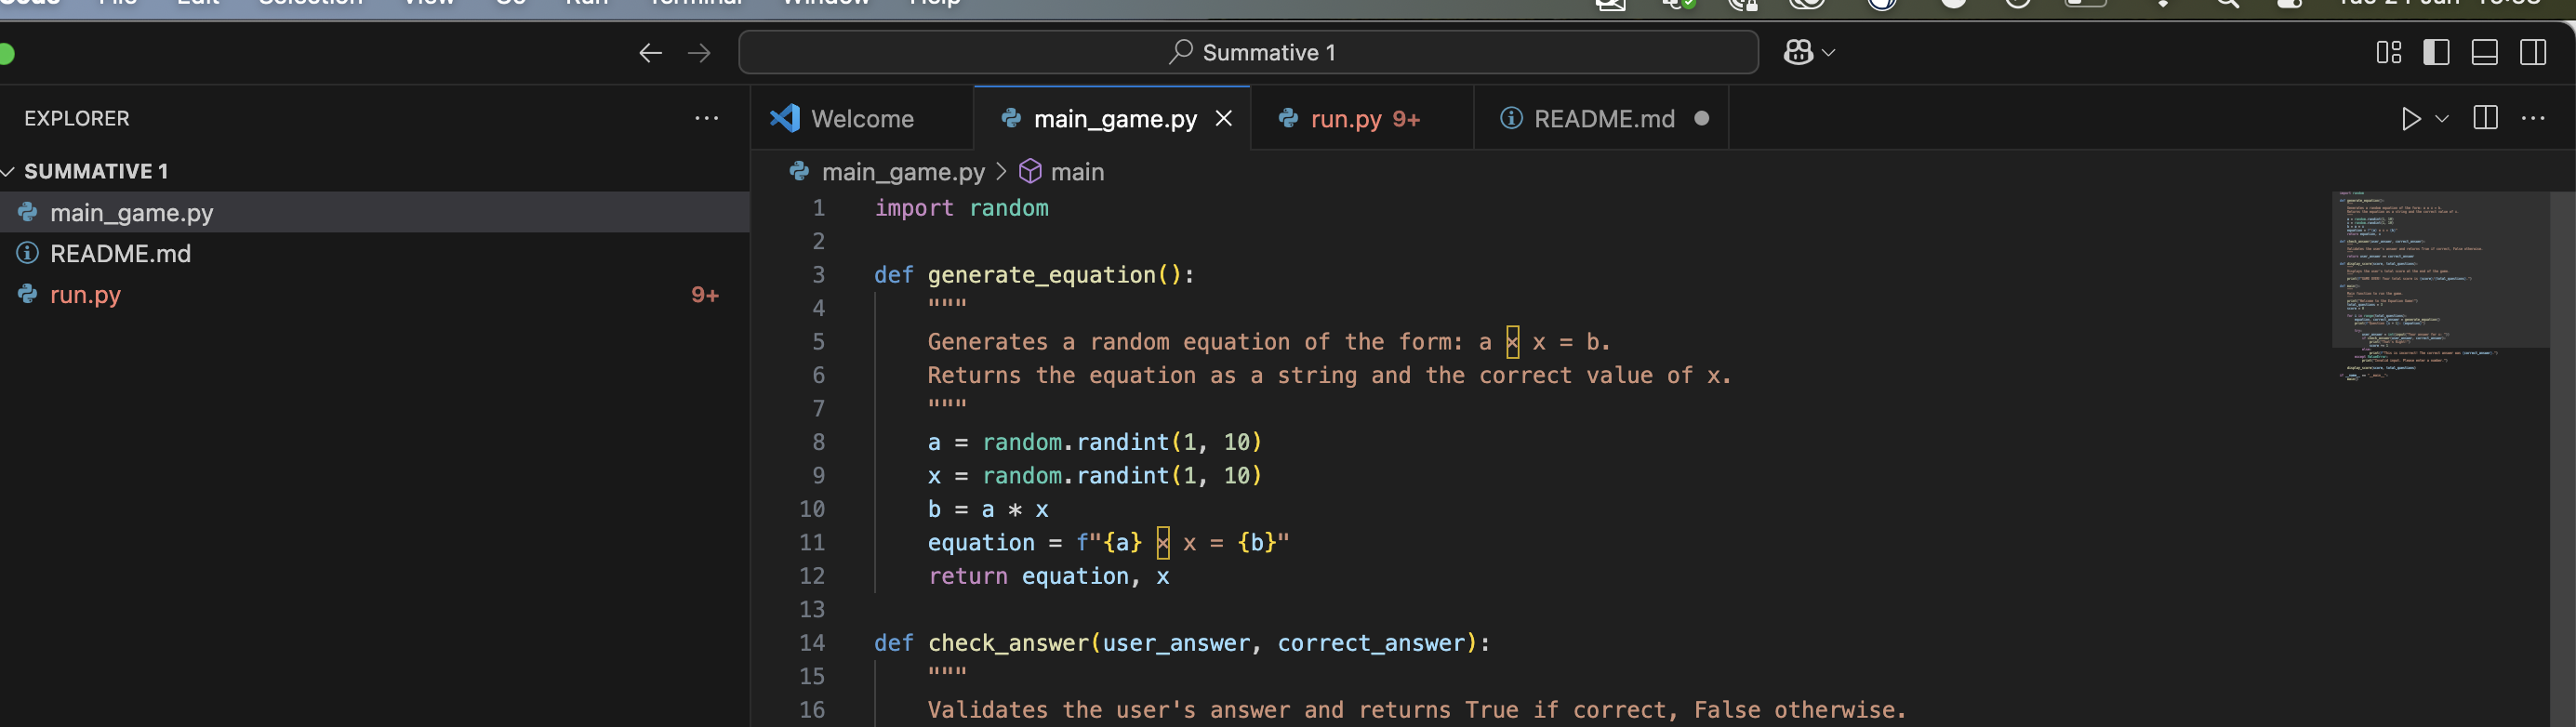 Summative 1
EXPLORER
Welcome
main_game.py
run.py 9+
README.md
SUMMATIVE 1
main_game.py > main
main_game.py
README.md
run.py 9+
1 import random
2
3 def generate_equation():
4 """
5 Generates a random equation of the form: a × x = b.
6 Returns the equation as a string and the correct value of x.
7 """
8 a = random.randint(1, 10)
9 x = random.randint(1, 10)
10 b = a * x
11 equation = f"{a} × x = {b}"
12 return equation, x
13
14 def check_answer(user_answer, correct_answer):
15 """
16 Validates the user's answer and returns True if correct, False otherwise.